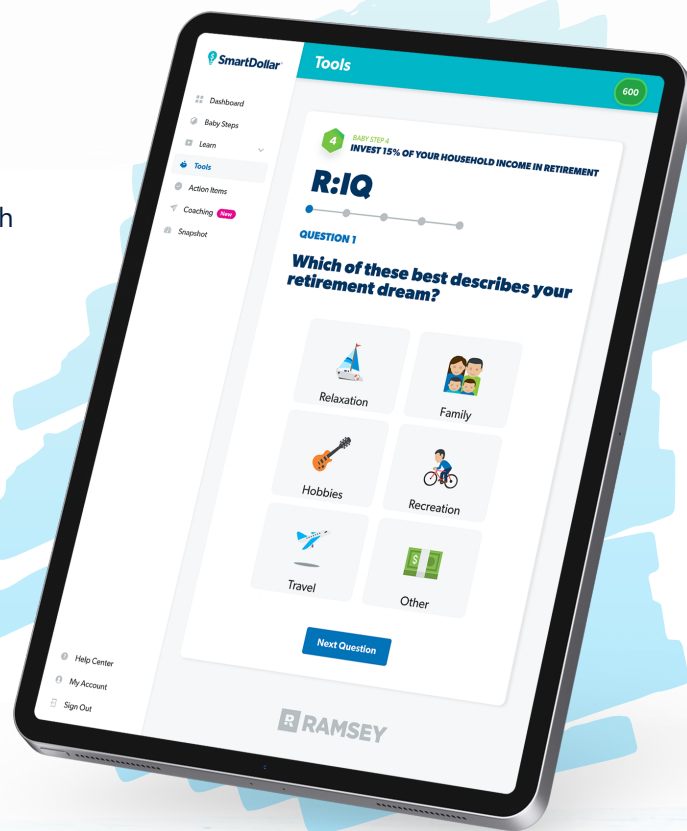 h
SmartDollar
Tools
600
Dashboard
Baby Steps
Learn
Tools
Action Items
Coaching New
Snapshot
4
BABY STEP 4
INVEST 15% OF YOUR HOUSEHOLD INCOME IN RETIREMENT
R:IQ
QUESTION 1
Which of these best describes your
retirement dream?
Relaxation
Family
Hobbies
Recreation
Travel
Other
Next Question
Help Center
My Account
Sign Out
R RAMSEY